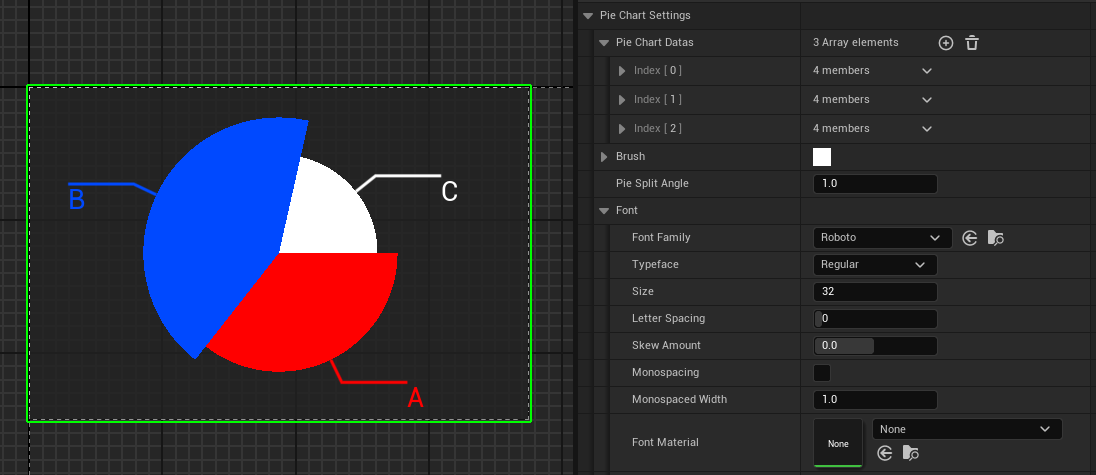 B
C
A
Pie Chart Settings
Pie Chart Datas 3 Array elements
Index [ 0 ] 4 members
Index [ 1 ] 4 members
Index [ 2 ] 4 members
Brush
Pie Split Angle 1.0
Font
Font Family Roboto
Typeface Regular
Size 32
Letter Spacing 0
Skew Amount 0.0
Monospacing
Monospaced Width 1.0
Font Material None None